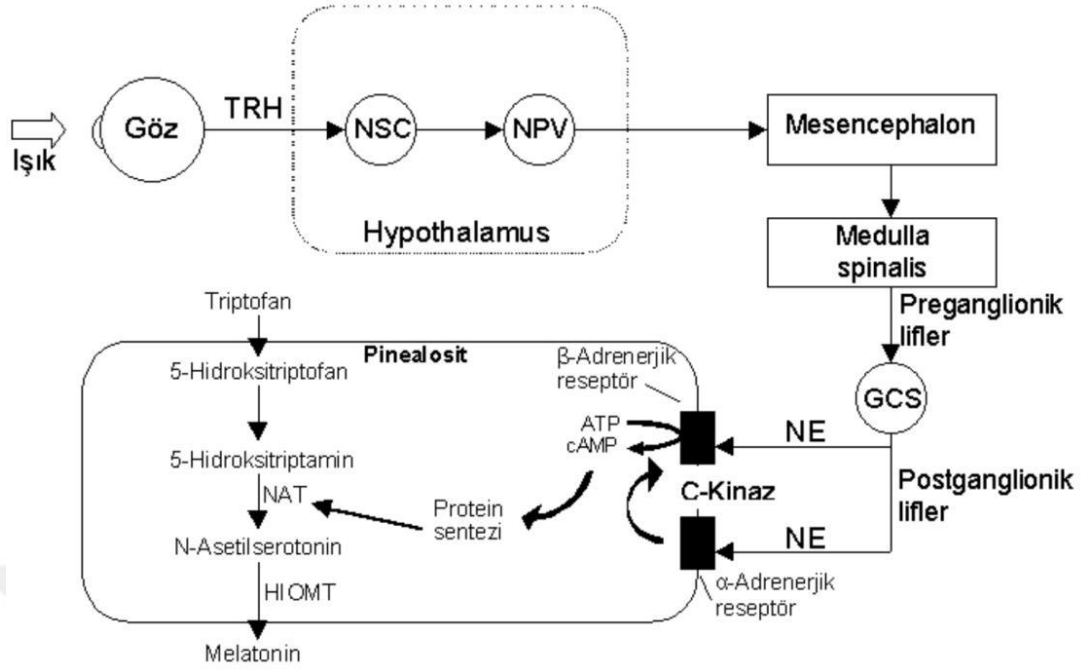 Işık
Göz
TRH
NSC
NPV
Hypothalamus
Mesencephalon
Medulla
spinalis
Preganglionik
lifler
GCS
NE
Postganglionik
lifler
NE
Triptofan
Pinealosit
5-Hidroksitriptofan
5-Hidroksitriptamin
NAT
N-Asetilserotonin
HIOMT
Melatonin
β-Adrenerjik
reseptör
ATP
cAMP
Protein
sentezi
C-Kinaz
α-Adrenerjik
reseptör